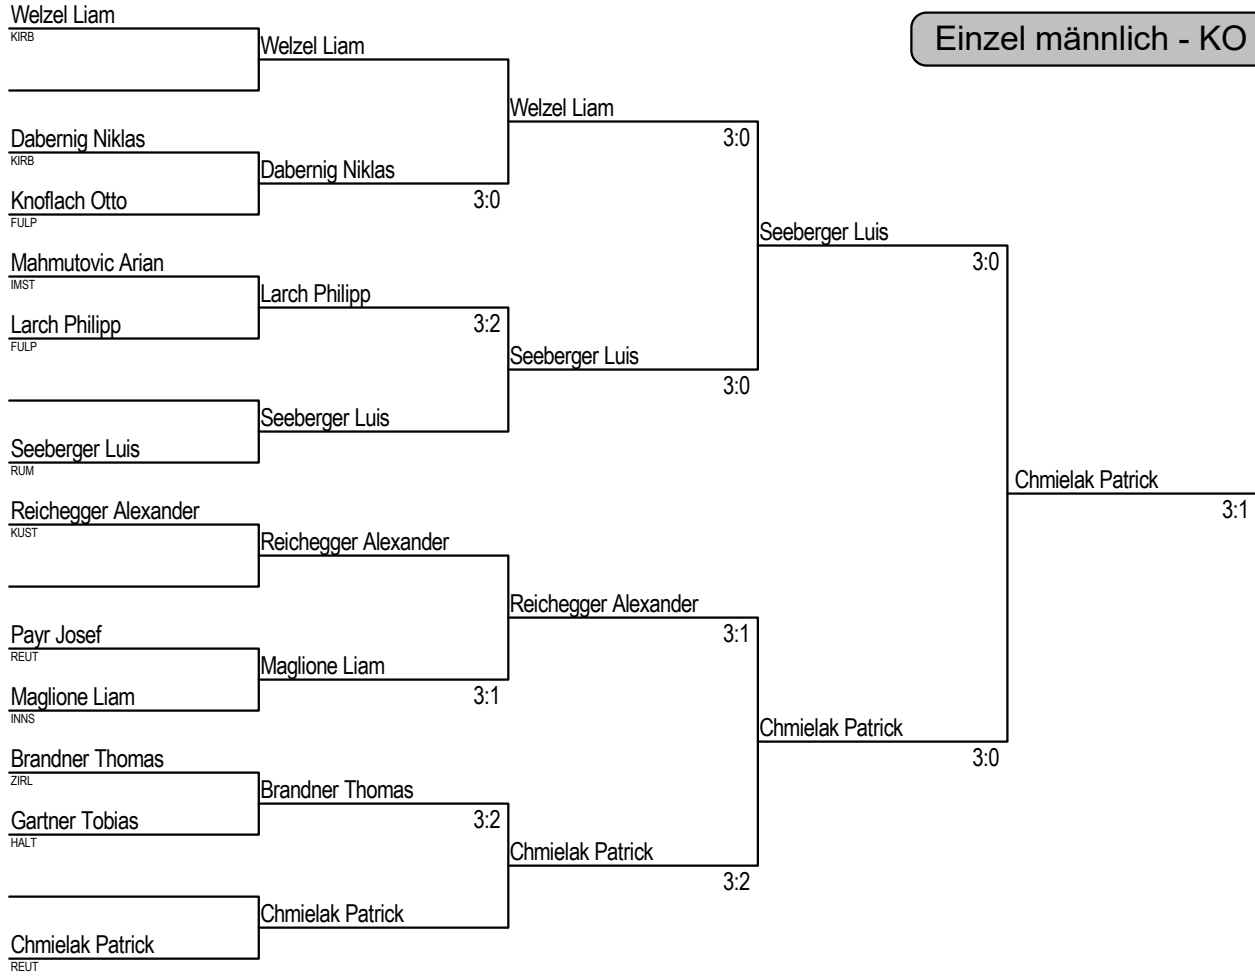 Einzel männlich - KO
Welzel Liam
KIRB
Dabernig Niklas
KIRB
Knoflach Otto
FULP
Mahmutovic Arian
IMST
Larch Philipp
FULP
Seeberger Luis
RUM
Reichegger Alexander
KUST
Payr Josef
REUT
Maglione Liam
INNS
Brandner Thomas
ZIRL
Gartner Tobias
HALT
Chmielak Patrick
REUT
Welzel Liam
Dabernig Niklas
3:0
Larch Philipp
3:2
Seeberger Luis
Reichegger Alexander
Maglione Liam
3:1
Brandner Thomas
3:2
Chmielak Patrick
Welzel Liam
3:0
Seeberger Luis
3:0
Reichegger Alexander
3:1
Chmielak Patrick
3:2
Seeberger Luis
3:0
Chmielak Patrick
3:0
Chmielak Patrick
3:1